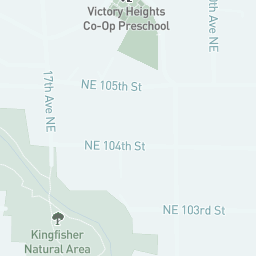 Victory Heights
Co-Op Preschool
NE 105th St
17th Ave NE
NE 104th St
NE 103rd St
Kingfisher
Natural Area